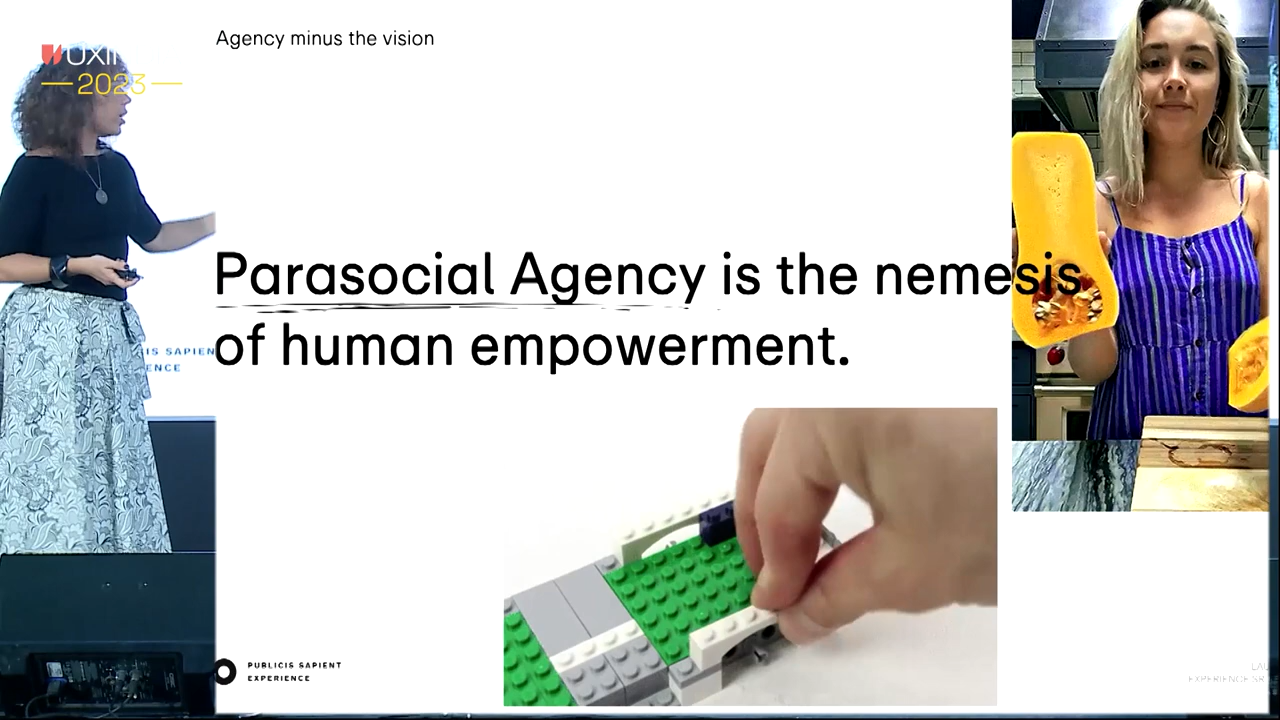 Agency minus the vision
UXIN
2023
Parasocial Agency is the nemesis
of human empowerment.
PUBLICIS SAPIENT
EXPERIENCE